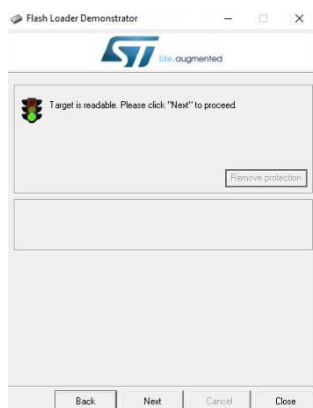 Flash Loader Demonstrator
life.augmented
Target is readable. Please click "Next" to proceed.
Remove protection
Back
Next
Cancel
Close